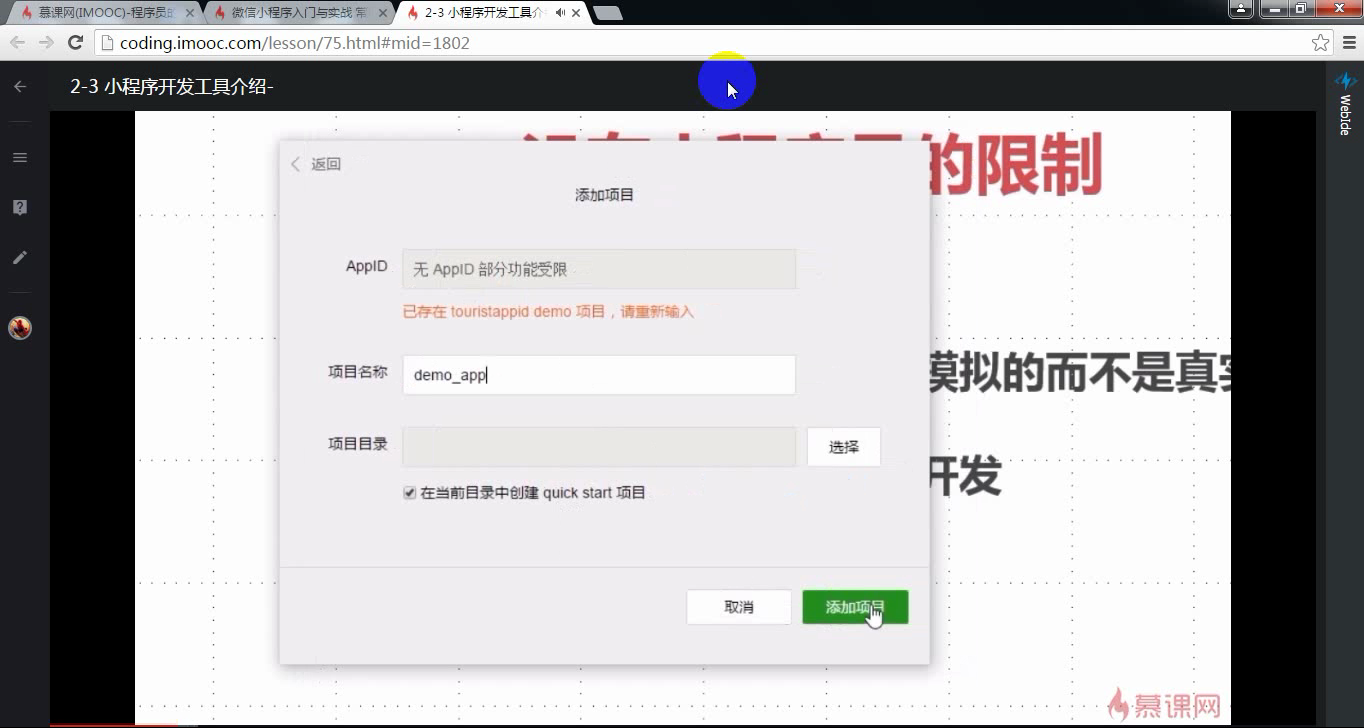 慕课网(IMOOC)-程序员的
微信小程序入门与实战 常
2-3 小程序开发工具介绍
coding.imooc.com/lesson/75.html#mid=1802
2-3 小程序开发工具介绍-
WebIde
的限制
返回
添加项目
AppID
无 AppID 部分功能受限
已存在 touristappid demo 项目，请重新输入
项目名称
demo_app
模拟的而不是真实
项目目录
选择
开发
在当前目录中创建 quick start 项目
取消
添加项目
慕课网